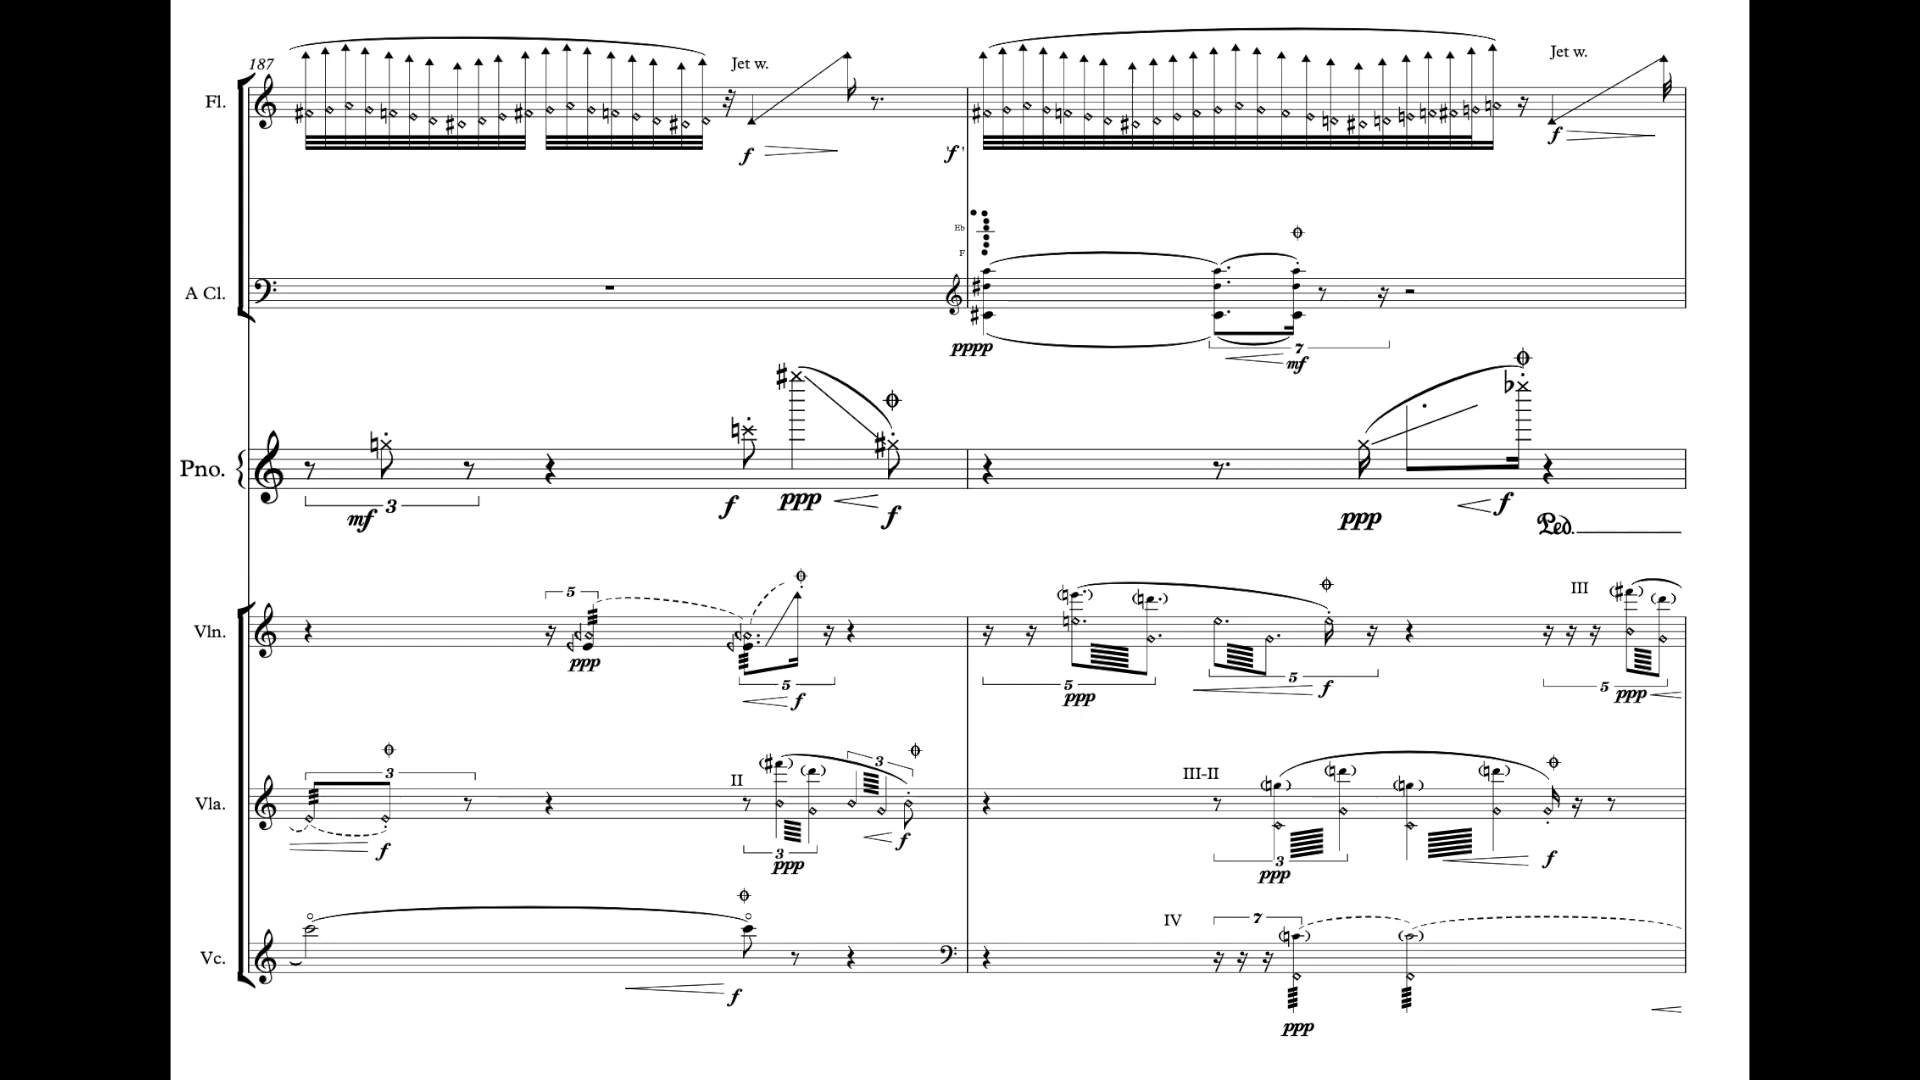 187
Jet w.
Jet w.
Fl.
f
'f'
f
Eb
F
A Cl.
pppp
7
mf
Pno.
3
mf
f
ppp
f
ppp
f
Ped.
5
III
Vln.
ppp
5
f
5
ppp
5
f
5
ppp
3
3
II
III-II
Vla.
f
3
ppp
f
3
ppp
f
IV
7
Vc.
f
ppp